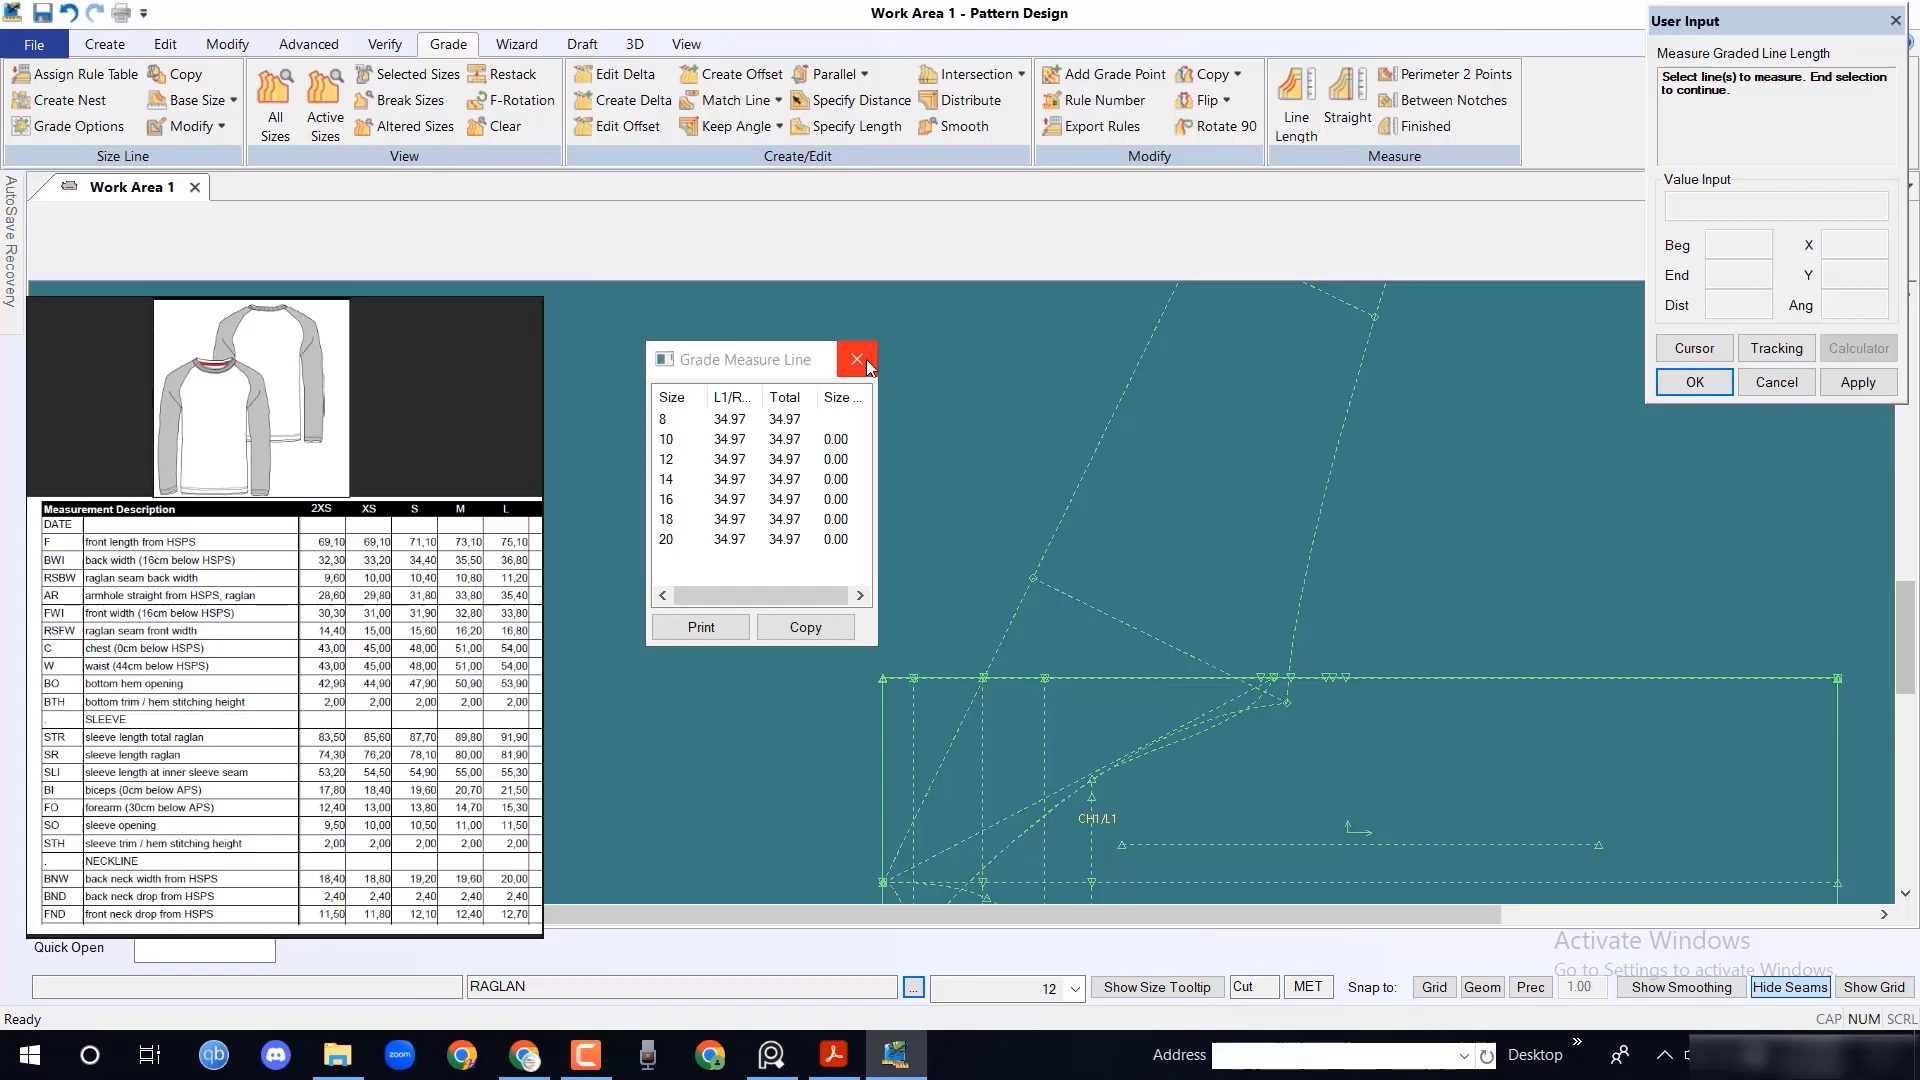 Work Area 1 - Pattern Design
File Create Edit Modify Advanced Verify Grade Wizard Draft 3D View
Assign Rule Table Copy
Create Nest Base Size
Grade Options Modify
Size Line
All Sizes
Active Sizes
Selected Sizes Restack
Break Sizes F-Rotation
Altered Sizes Clear
View
Edit Delta Create Offset Parallel Intersection
Create Delta Match Line Specify Distance Distribute
Edit Offset Keep Angle Specify Length Smooth
Create/Edit
Add Grade Point Copy
Rule Number Flip
Export Rules Rotate 90
Modify
Line Length
Straight
Perimeter 2 Points
Between Notches
Finished
Measure
User Input
Measure Graded Line Length
Select line(s) to measure. End selection
to continue.
Value Input
Beg X
End Y
Dist Ang
Cursor Tracking Calculator
OK Cancel Apply
AutoSave Recovery
Work Area 1
Grade Measure Line
Size L1/R... Total Size ...
8 34.97 34.97
10 34.97 34.97 0.00
12 34.97 34.97 0.00
14 34.97 34.97 0.00
16 34.97 34.97 0.00
18 34.97 34.97 0.00
20 34.97 34.97 0.00
Print Copy
Measurement Description 2XS XS S M L
DATE
F front length from HSPS 69,10 69,10 71,10 73,10 75,10
BWI back width (16cm below HSPS) 32,30 33,20 34,40 35,50 36,80
RSBW raglan seam back width 9,60 10,00 10,40 10,80 11,20
AR armhole straight from HSPS, raglan 28,60 29,80 31,80 33,80 35,40
FWI front width (16cm below HSPS) 30,30 31,00 31,90 32,80 33,80
RSFW raglan seam front width 14,40 15,00 15,60 16,20 16,80
C chest (0cm below HSPS) 43,00 45,00 48,00 51,00 54,00
W waist (44cm below HSPS) 43,00 45,00 48,00 51,00 54,00
BO bottom hem opening 42,90 44,90 47,90 50,90 53,90
BTH bottom trim / hem stitching height 2,00 2,00 2,00 2,00 2,00
. SLEEVE
STR sleeve length total raglan 83,50 85,60 87,70 89,80 91,90
SR sleeve length raglan 74,30 76,20 78,10 80,00 81,90
SLI sleeve length at inner sleeve seam 53,20 54,50 54,90 55,00 55,30
BI biceps (0cm below APS) 17,80 18,40 19,60 20,70 21,50
FO forearm (30cm below APS) 12,40 13,00 13,80 14,70 15,30
SO sleeve opening 9,50 10,00 10,50 11,00 11,50
STH sleeve trim / hem stitching height 2,00 2,00 2,00 2,00 2,00
. NECKLINE
BNW back neck width from HSPS 18,40 18,80 19,20 19,60 20,00
BND back neck drop from HSPS 2,40 2,40 2,40 2,40 2,40
FND front neck drop from HSPS 11,50 11,80 12,10 12,40 12,70
CH1/L1
Activate Windows
Go to Settings to activate Windows.
Quick Open
RAGLAN ... 12 Show Size Tooltip Cut MET Snap to: Grid Geom Prec 1.00 Show Smoothing Hide Seams Show Grid
Ready CAP NUM SCRL
qb zoom Address Desktop